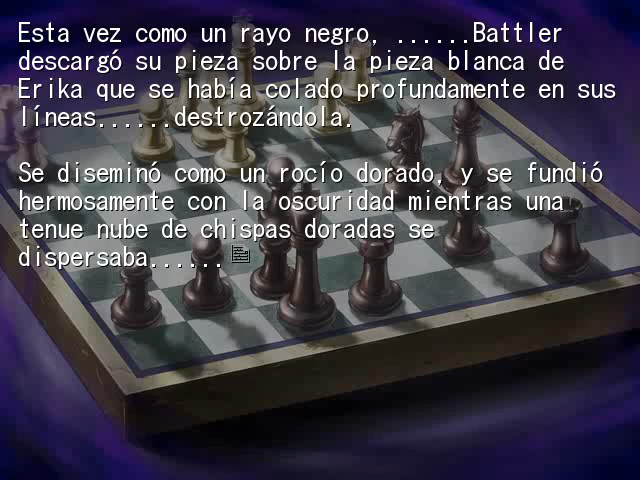 Esta vez como un rayo negro, ......Battler
descargó su pieza sobre la pieza blanca de
Erika que se había colado profundamente en sus
líneas......destrozándola.
Se diseminó como un rocío dorado, y se fundió
hermosamente con la oscuridad mientras una
tenue nube de chispas doradas se
dispersaba......